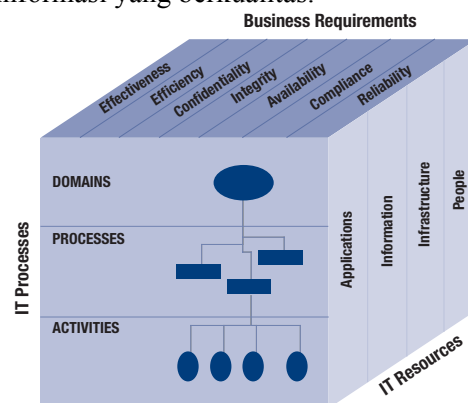 informasi yang berkualitas.
Business Requirements
Effectiveness
Efficiency
Confidentiality
Integrity
Availability
Compliance
Reliability
IT Processes
DOMAINS
PROCESSES
ACTIVITIES
Applications
Information
Infrastructure
People
IT Resources